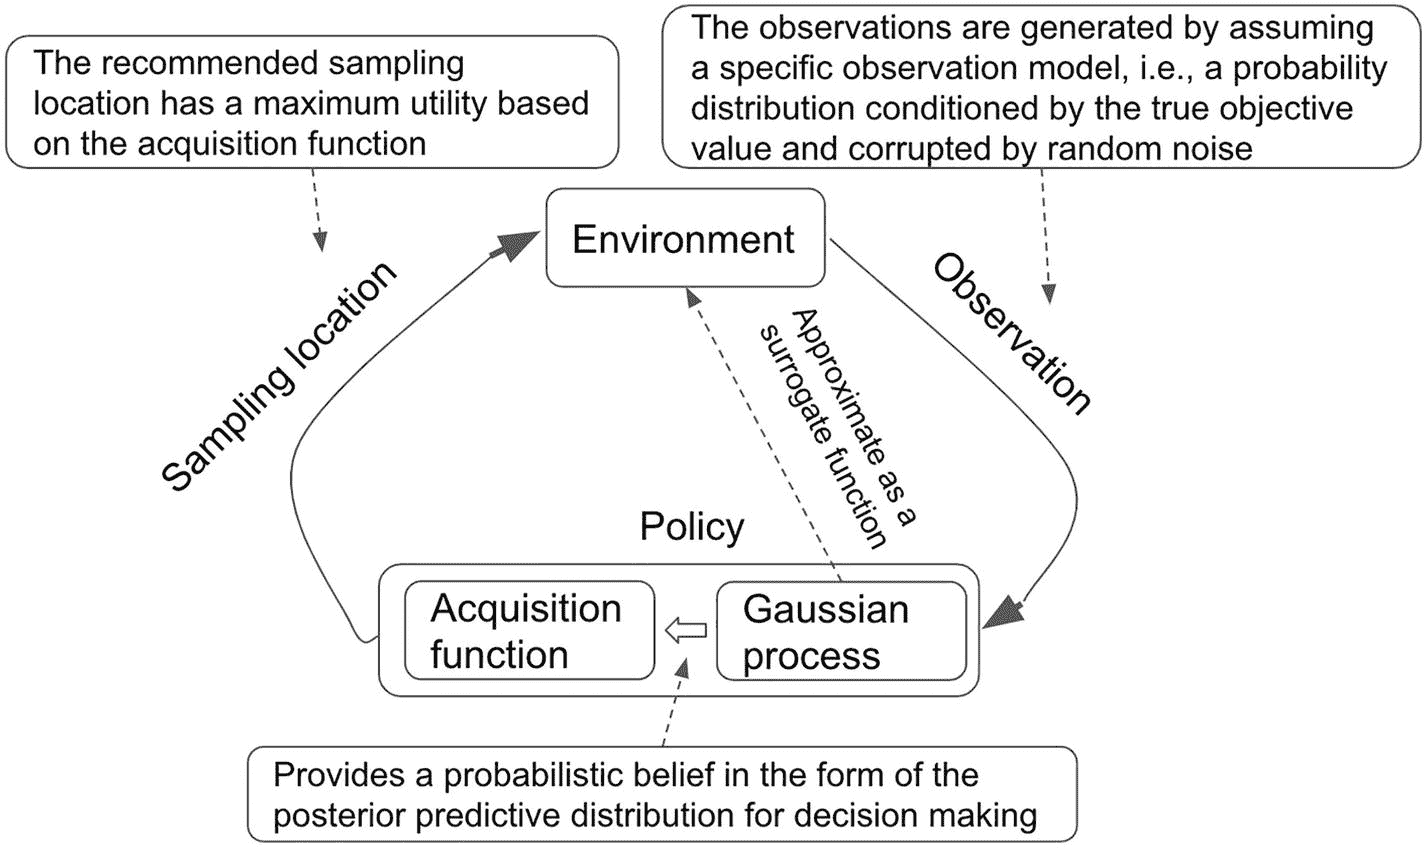 The recommended sampling
location has a maximum utility based
on the acquisition function
The observations are generated by assuming
a specific observation model, i.e., a probability
distribution conditioned by the true objective
value and corrupted by random noise
Environment
Sampling location
Observation
Approximate as a
surrogate function
Policy
Acquisition
function
Gaussian
process
Provides a probabilistic belief in the form of the
posterior predictive distribution for decision making